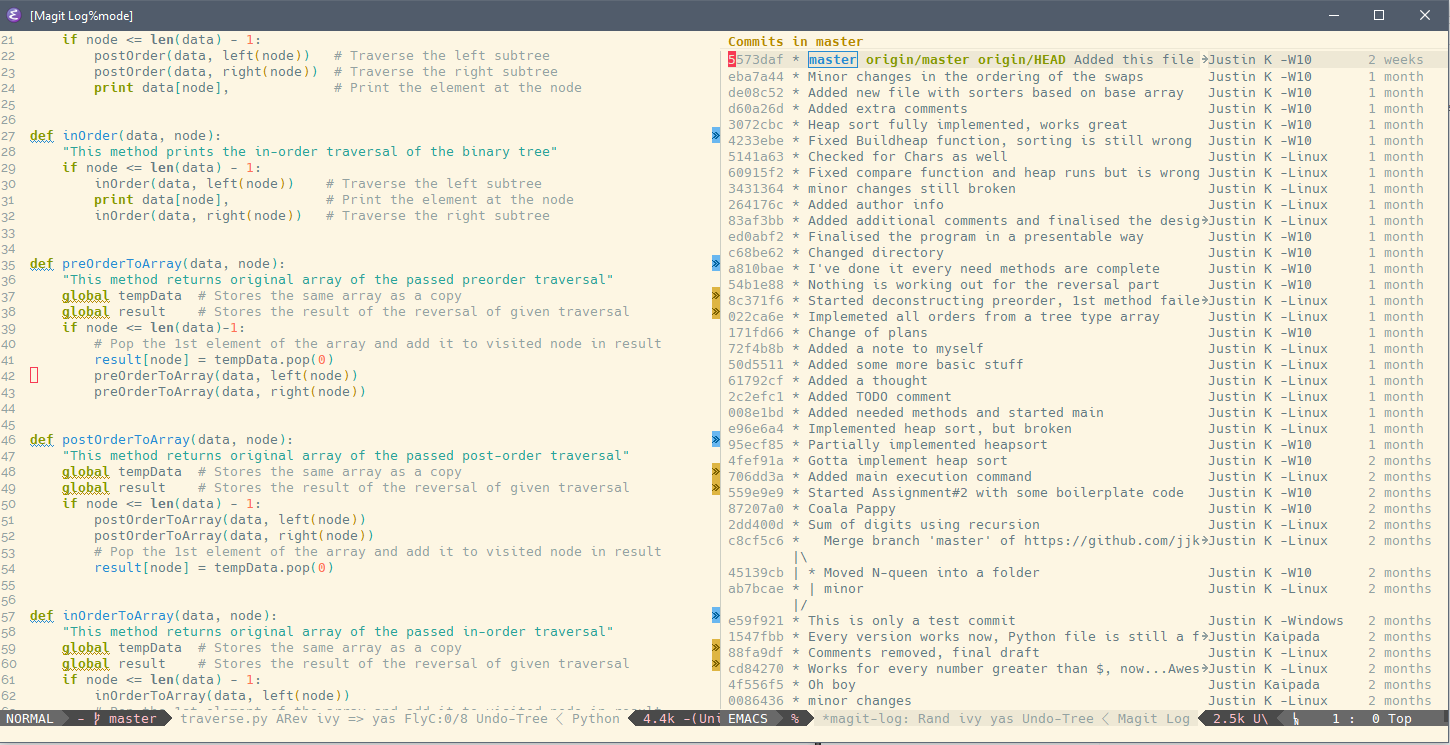 [Magit Log%mode]
21 if node <= len(data) - 1:
22 postOrder(data, left(node)) # Traverse the left subtree
23 postOrder(data, right(node)) # Traverse the right subtree
24 print data[node], # Print the element at the node
25
26
27 def inOrder(data, node):
28 "This method prints the in-order traversal of the binary tree"
29 if node <= len(data) - 1:
30 inOrder(data, left(node)) # Traverse the left subtree
31 print data[node], # Print the element at the node
32 inOrder(data, right(node)) # Traverse the right subtree
33
34
35 def preOrderToArray(data, node):
36 "This method returns original array of the passed preorder traversal"
37 global tempData # Stores the same array as a copy
38 global result # Stores the result of the reversal of given traversal
39 if node <= len(data)-1:
40 # Pop the 1st element of the array and add it to visited node in result
41 result[node] = tempData.pop(0)
42 preOrderToArray(data, left(node))
43 preOrderToArray(data, right(node))
44
45
46 def postOrderToArray(data, node):
47 "This method returns original array of the passed post-order traversal"
48 global tempData # Stores the same array as a copy
49 global result # Stores the result of the reversal of given traversal
50 if node <= len(data) - 1:
51 postOrderToArray(data, left(node))
52 postOrderToArray(data, right(node))
53 # Pop the 1st element of the array and add it to visited node in result
54 result[node] = tempData.pop(0)
55
56
57 def inOrderToArray(data, node):
58 "This method returns original array of the passed in-order traversal"
59 global tempData # Stores the same array as a copy
60 global result # Stores the result of the reversal of given traversal
61 if node <= len(data) - 1:
62 inOrderToArray(data, left(node))
NORMAL - master traverse.py ARev ivy => yas FlyC:0/8 Undo-Tree Python 4.4k -(Uni
Commits in master
5573daf * master origin/master origin/HEAD Added this file Justin K -W10 2 weeks
eba7a44 * Minor changes in the ordering of the swaps Justin K -W10 1 month
de08c52 * Added new file with sorters based on base array Justin K -W10 1 month
d60a26d * Added extra comments Justin K -W10 1 month
3072cbc * Heap sort fully implemented, works great Justin K -W10 1 month
4233ebe * Fixed Buildheap function, sorting is still wrong Justin K -W10 1 month
5141a63 * Checked for Chars as well Justin K -Linux 1 month
60915f2 * Fixed compare function and heap runs but is wrong Justin K -Linux 1 month
3431364 * minor changes still broken Justin K -Linux 1 month
264176c * Added author info Justin K -Linux 1 month
83af3bb * Added additional comments and finalised the desig Justin K -Linux 1 month
ed0abf2 * Finalised the program in a presentable way Justin K -W10 1 month
c68be62 * Changed directory Justin K -W10 1 month
a810bae * I've done it every need methods are complete Justin K -W10 1 month
54b1e88 * Nothing is working out for the reversal part Justin K -W10 1 month
8c371f6 * Started deconstructing preorder, 1st method faile Justin K -Linux 1 month
022ca6e * Implemeted all orders from a tree type array Justin K -Linux 1 month
171fd66 * Change of plans Justin K -W10 1 month
72f4b8b * Added a note to myself Justin K -Linux 1 month
50d5511 * Added some more basic stuff Justin K -Linux 1 month
61792cf * Added a thought Justin K -Linux 1 month
2c2efc1 * Added TODO comment Justin K -Linux 1 month
008e1bd * Added needed methods and started main Justin K -Linux 1 month
e96e6a4 * Implemented heap sort, but broken Justin K -Linux 1 month
95ecf85 * Partially implemented heapsort Justin K -W10 1 month
4fef91a * Gotta implement heap sort Justin K -W10 2 months
706dd3a * Added main execution command Justin K -Linux 2 months
559e9e9 * Started Assignment#2 with some boilerplate code Justin K -W10 2 months
87207a0 * Coala Pappy Justin K -W10 2 months
2dd400d * Sum of digits using recursion Justin K -Linux 2 months
c8cf5c6 * Merge branch 'master' of https://github.com/jjk Justin K -Linux 2 months
|\
45139cb | * Moved N-queen into a folder Justin K -W10 2 months
ab7bcae * | minor Justin K -Linux 2 months
|/
e59f921 * This is only a test commit Justin K -Windows 2 months
1547fbb * Every version works now, Python file is still a f Justin Kaipada 2 months
88fa9df * Comments removed, final draft Justin K -Linux 2 months
cd84270 * Works for every number greater than $, now...Awes Justin K -Linux 2 months
4f556f5 * Oh boy Justin Kaipada 2 months
0086436 * minor changes Justin K -Linux 2 months
EMACS % *magit-log: Rand ivy yas Undo-Tree Magit Log 2.5k U\ 1 : 0 Top